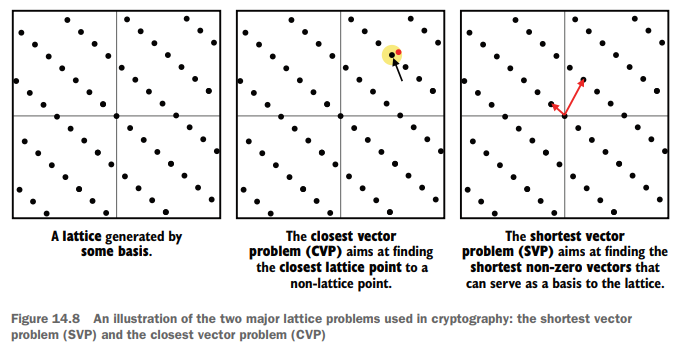 A lattice generated by
some basis.
The closest vector
problem (CVP) aims at finding
the closest lattice point to a
non-lattice point.
The shortest vector
problem (SVP) aims at finding the
shortest non-zero vectors that
can serve as a basis to the lattice.
Figure 14.8 An illustration of the two major lattice problems used in cryptography: the shortest vector
problem (SVP) and the closest vector problem (CVP)